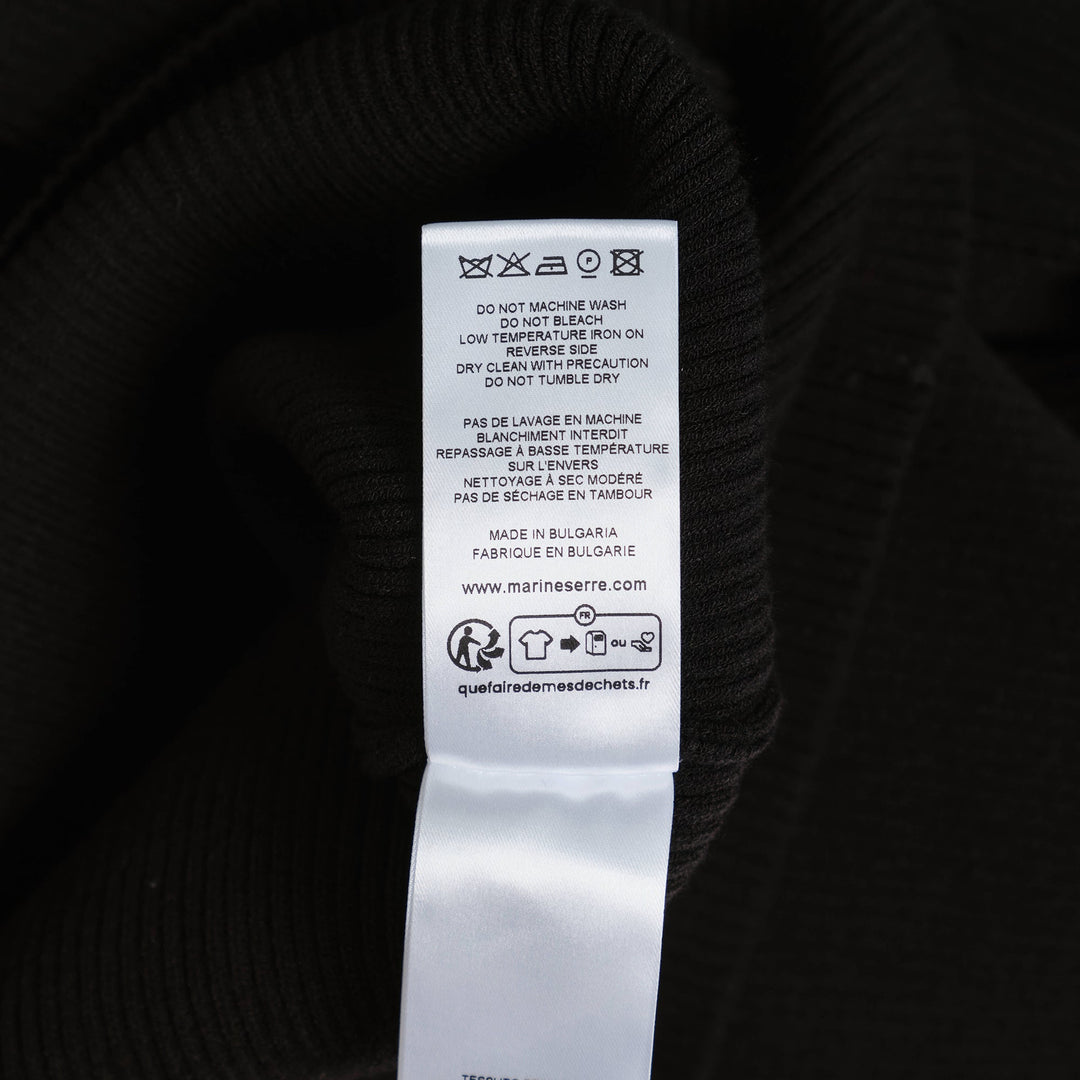 P
DO NOT MACHINE WASH
DO NOT BLEACH
LOW TEMPERATURE IRON ON
REVERSE SIDE
DRY CLEAN WITH PRECAUTION
DO NOT TUMBLE DRY
PAS DE LAVAGE EN MACHINE
BLANCHIMENT INTERDIT
REPASSAGE À BASSE TEMPÉRATURE
SUR L'ENVERS
NETTOYAGE À SEC MODÉRÉ
PAS DE SÉCHAGE EN TAMBOUR
MADE IN BULGARIA
FABRIQUE EN BULGARIE
www.marineserre.com
FR
ou
quefairedemesdechets.fr